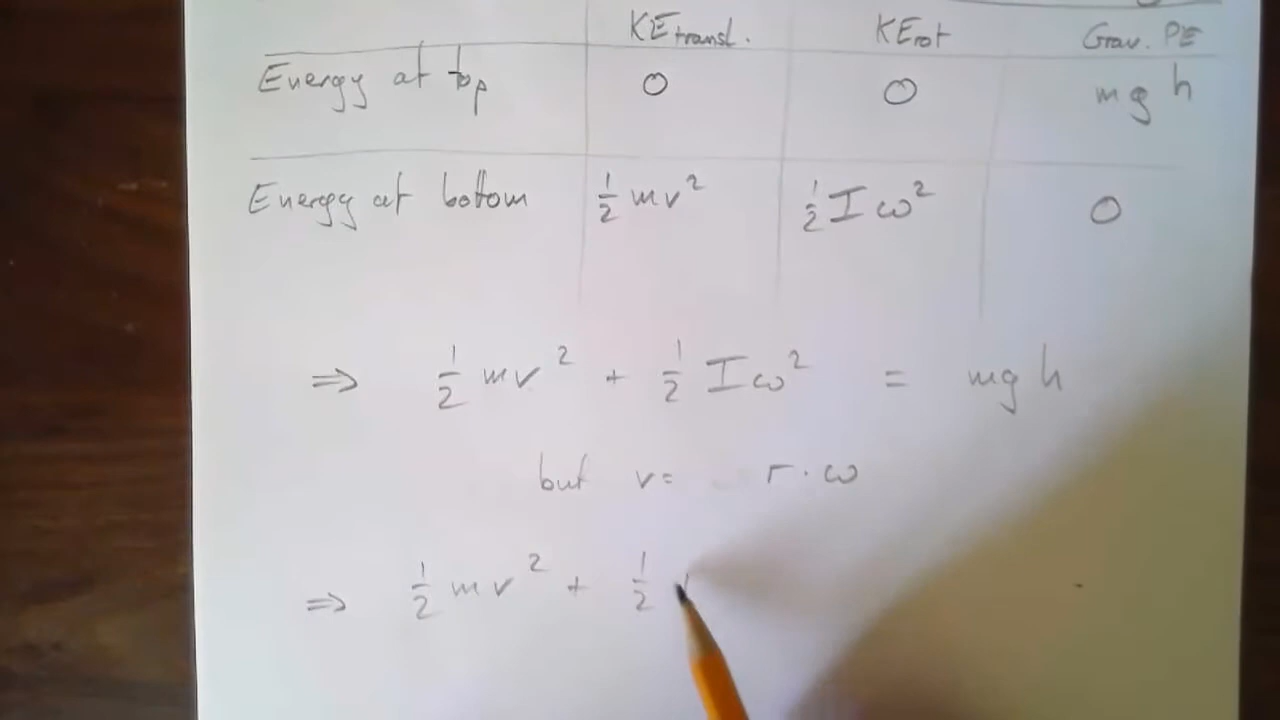 KE transl. KE rot Grav. PE
Energy at top 0 0 mgh
Energy at bottom ½mv² ½Iω² 0
⇒ ½mv² + ½Iω² = mgh
but v = r·ω
⇒ ½mv² + ½